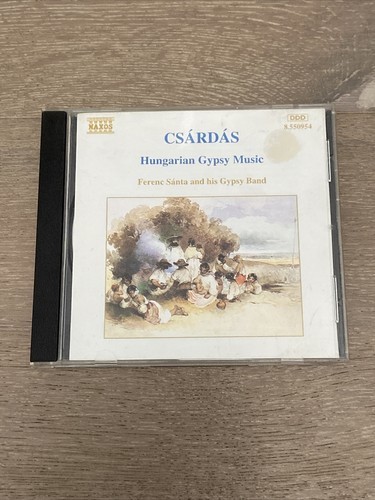 NAXOS
DDD
8.550954
CSÁRDÁS
Hungarian Gypsy Music
Ferenc Sánta and his Gypsy Band